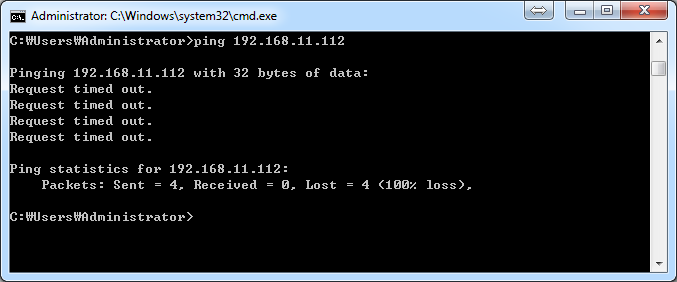 Administrator: C:\Windows\system32\cmd.exe
C:₩Users₩Administrator>ping 192.168.11.112
Pinging 192.168.11.112 with 32 bytes of data:
Request timed out.
Request timed out.
Request timed out.
Request timed out.
Ping statistics for 192.168.11.112:
Packets: Sent = 4, Received = 0, Lost = 4 (100% loss),
C:₩Users₩Administrator>